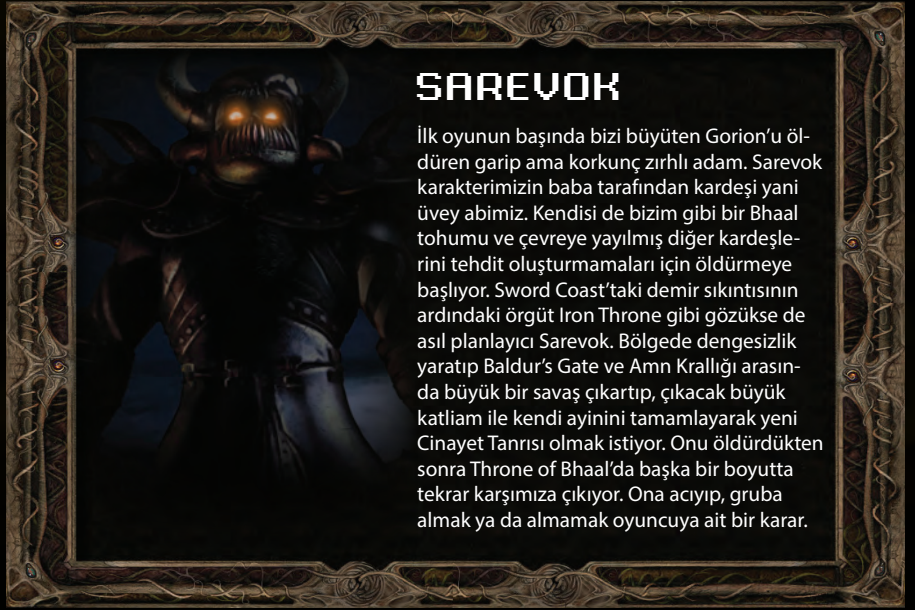 SAREVOK
İlk oyunun başında bizi büyüten Gorion’u öl-
düren garip ama korkunç zırhlı adam. Sarevok
karakterimizin baba tarafından kardeşi yani
üvey abimiz. Kendisi de bizim gibi bir Bhaal
tohumu ve çevreye yayılmış diğer kardeşle-
rini tehdit oluşturmamaları için öldürmeye
başlıyor. Sword Coast’taki demir sıkıntısının
ardındaki örgüt Iron Throne gibi gözükse de
asıl planlayıcı Sarevok. Bölgede dengesizlik
yaratıp Baldur’s Gate ve Amn Krallığı arasın-
da büyük bir savaş çıkartıp, çıkacak büyük
katliam ile kendi ayinini tamamlayarak yeni
Cinayet Tanrısı olmak istiyor. Onu öldürdükten
sonra Throne of Bhaal’da başka bir boyutta
tekrar karşımıza çıkıyor. Ona acıyıp, gruba
almak ya da almamak oyuncuya ait bir karar.